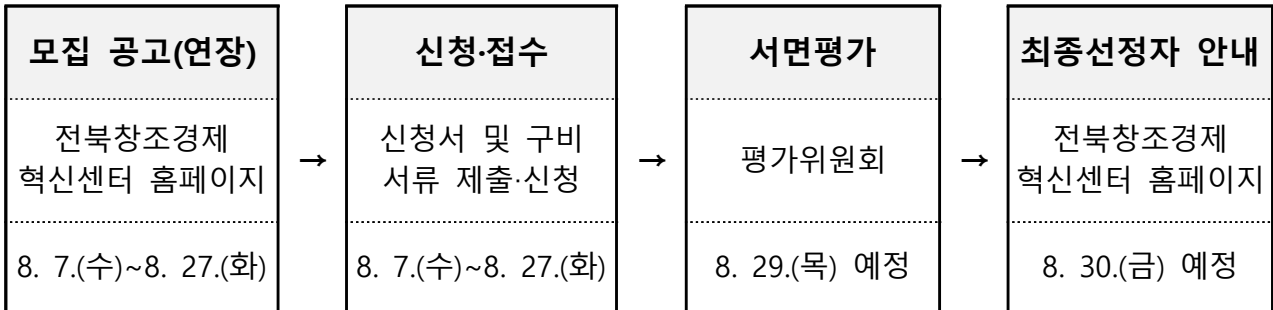 모집 공고(연장)
전북창조경제
혁신센터 홈페이지
8. 7.(수)~8. 27.(화)
→
신청·접수
신청서 및 구비
서류 제출·신청
8. 7.(수)~8. 27.(화)
→
서면평가
평가위원회
8. 29.(목) 예정
→
최종선정자 안내
전북창조경제
혁신센터 홈페이지
8. 30.(금) 예정